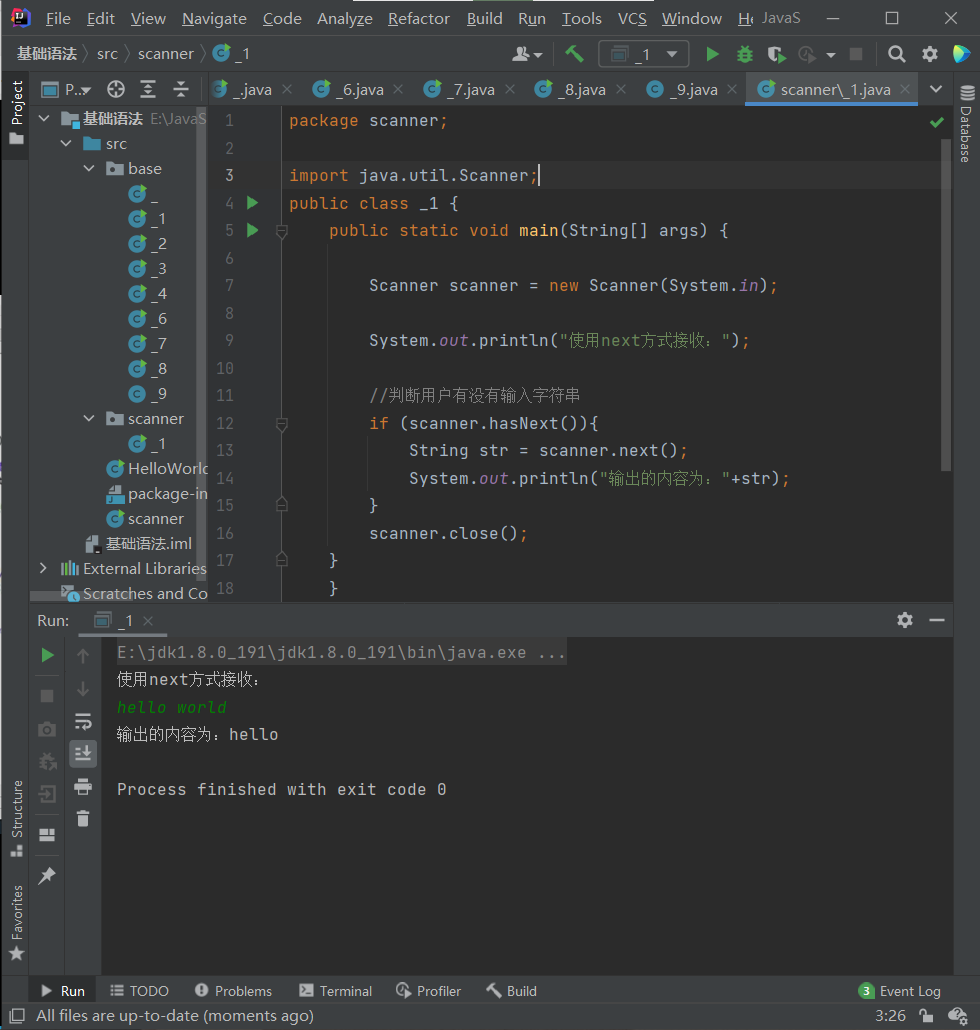 File Edit View Navigate Code Analyze Refactor Build Run Tools VCS Window JavaS
基础语法 src scanner _1 _1
Project P... _.java _6.java _7.java _8.java _9.java scanner\_1.java
Database
基础语法 E:\JavaS
src
base
_
_1
_2
_3
_4
_6
_7
_8
_9
scanner
_1
HelloWorld
package-in
scanner
基础语法.iml
External Libraries
Scratches and Co
1 package scanner;
2
3 import java.util.Scanner;
4 public class _1 {
5 public static void main(String[] args) {
6
7 Scanner scanner = new Scanner(System.in);
8
9 System.out.println("使用next方式接收：");
10
11 //判断用户有没有输入字符串
12 if (scanner.hasNext()){
13 String str = scanner.next();
14 System.out.println("输出的内容为："+str);
15 }
16 scanner.close();
17 }
18 }
Run: _1
E:\jdk1.8.0_191\jdk1.8.0_191\bin\java.exe ...
使用next方式接收：
hello world
输出的内容为：hello
Process finished with exit code 0
Structure
Favorites
Run TODO Problems Terminal Profiler Build 3 Event Log
All files are up-to-date (moments ago) 3:26